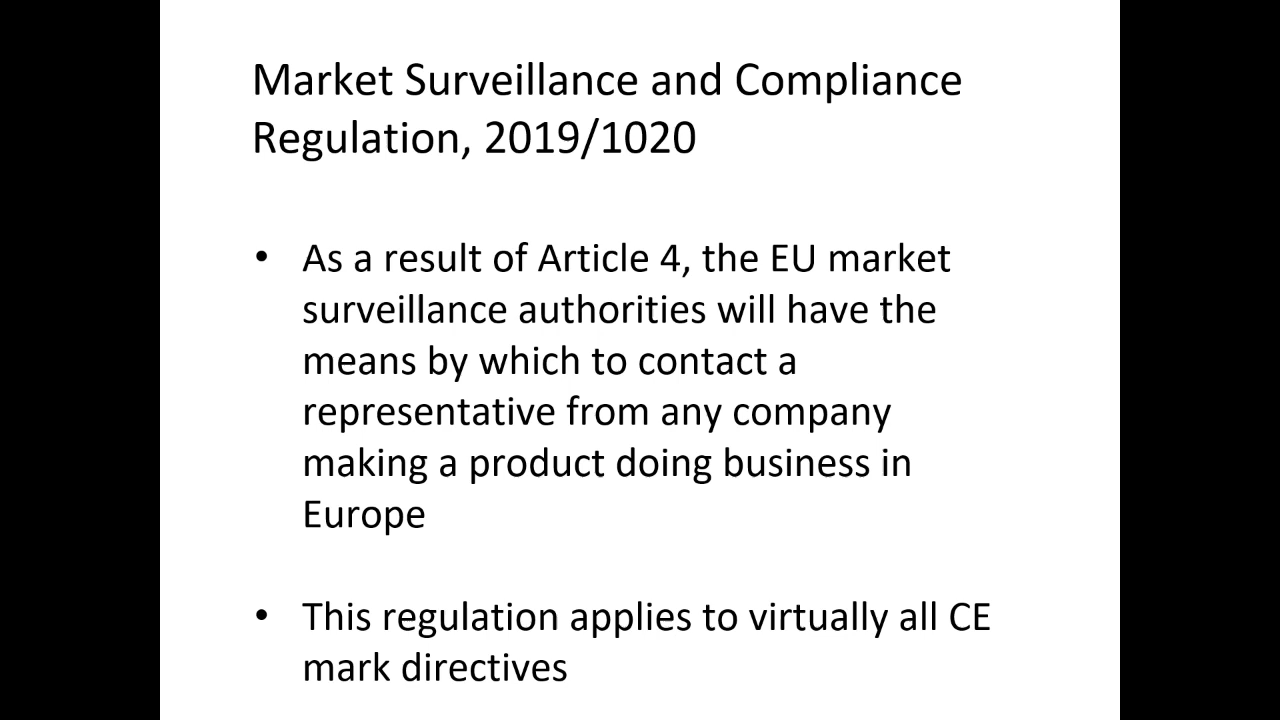 Market Surveillance and Compliance
Regulation, 2019/1020
• As a result of Article 4, the EU market
surveillance authorities will have the
means by which to contact a
representative from any company
making a product doing business in
Europe
• This regulation applies to virtually all CE
mark directives